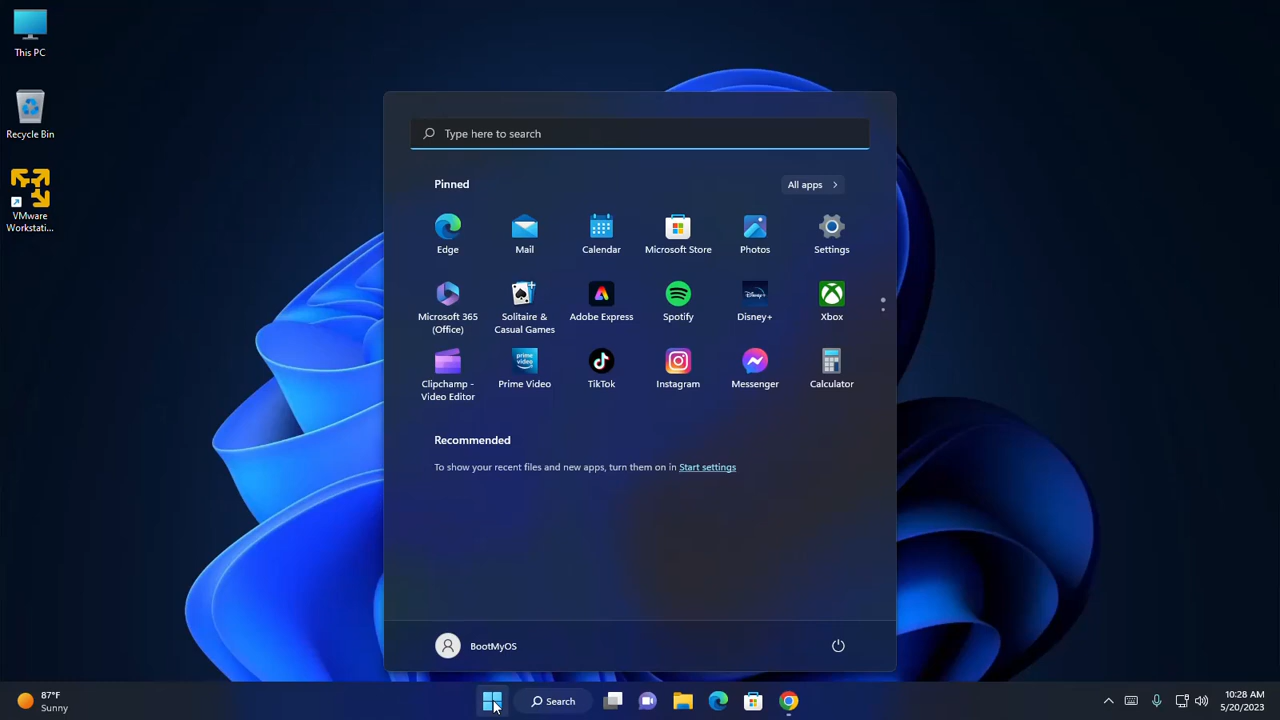 This PC
Recycle Bin
VMware
Workstati...
Type here to search
Pinned
All apps
Edge
Mail
Calendar
Microsoft Store
Photos
Settings
Microsoft 365
(Office)
Solitaire &
Casual Games
Adobe Express
Spotify
Disney+
Disney+
Xbox
Clipchamp -
Video Editor
prime
video
Prime Video
TikTok
Instagram
Messenger
Calculator
Recommended
To show your recent files and new apps, turn them on in Start settings
BootMyOS
87°F
Sunny
Search
10:28 AM
5/20/2023